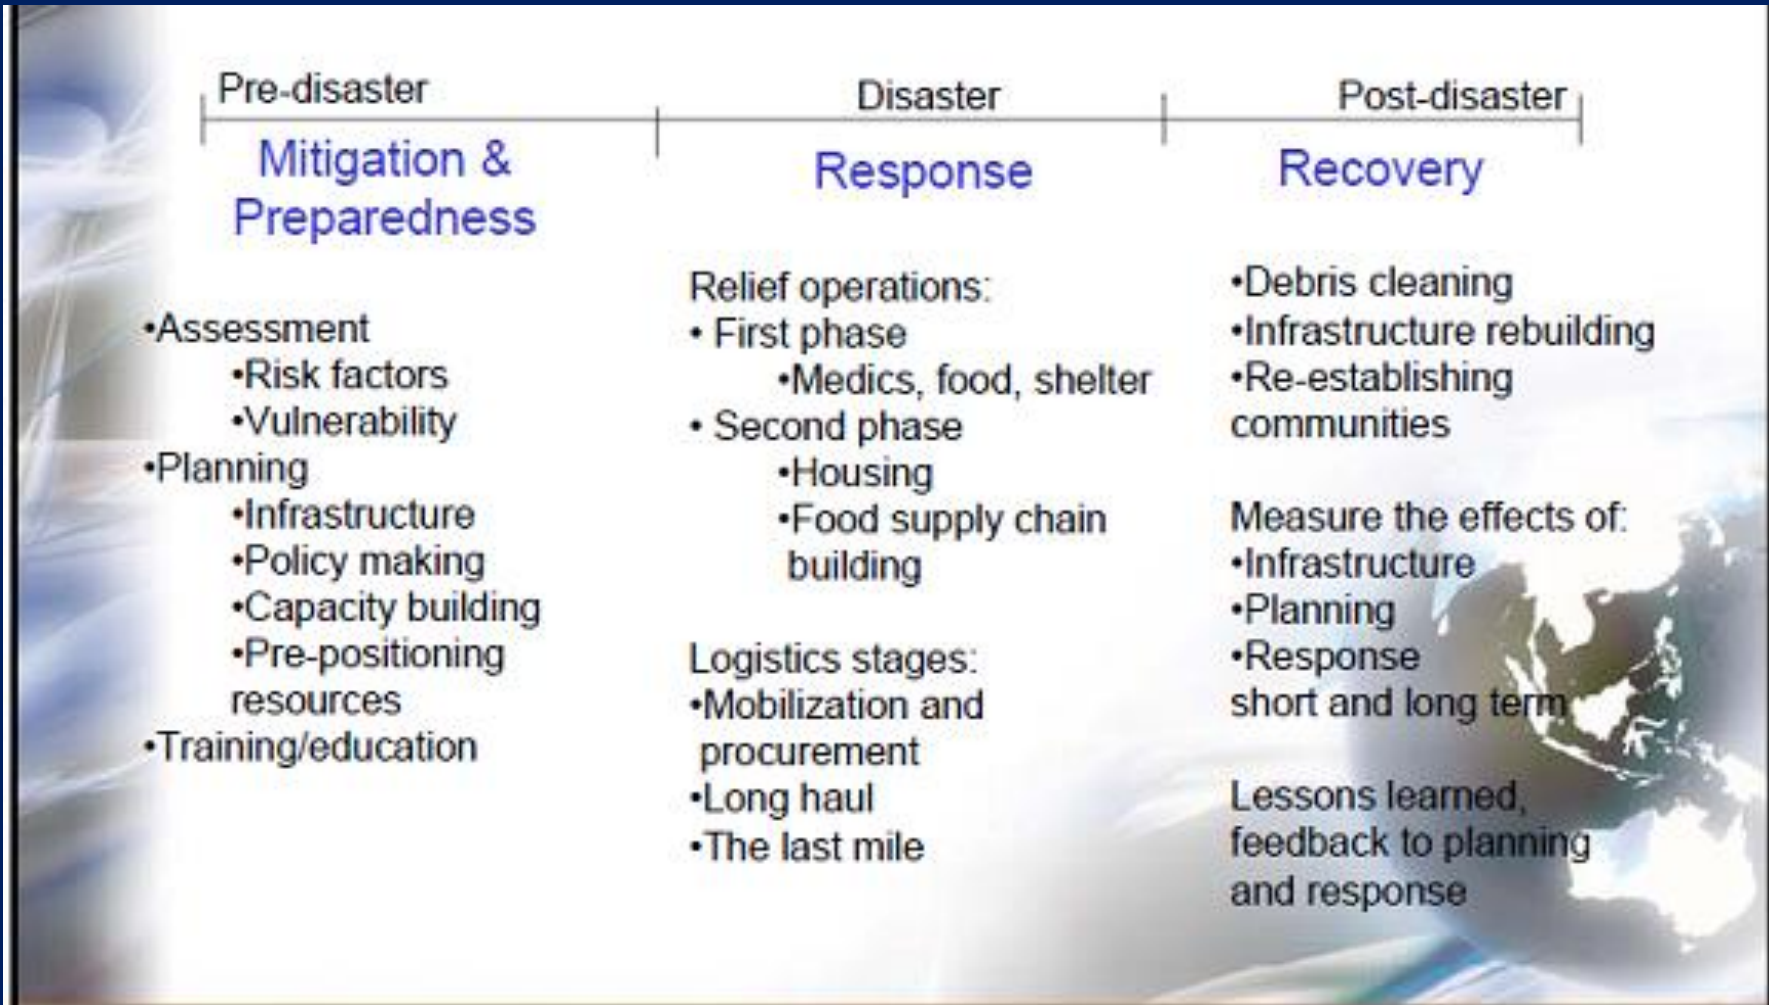 Pre-disaster
Disaster
Post-disaster
Mitigation &
Preparedness
•Assessment
•Risk factors
•Vulnerability
•Planning
•Infrastructure
•Policy making
•Capacity building
•Pre-positioning
resources
•Training/education
Response
Relief operations:
• First phase
•Medics, food, shelter
• Second phase
•Housing
•Food supply chain
building
Logistics stages:
•Mobilization and
procurement
•Long haul
•The last mile
Recovery
•Debris cleaning
•Infrastructure rebuilding
•Re-establishing
communities
Measure the effects of:
•Infrastructure
•Planning
•Response
short and long term
Lessons learned,
feedback to planning
and response